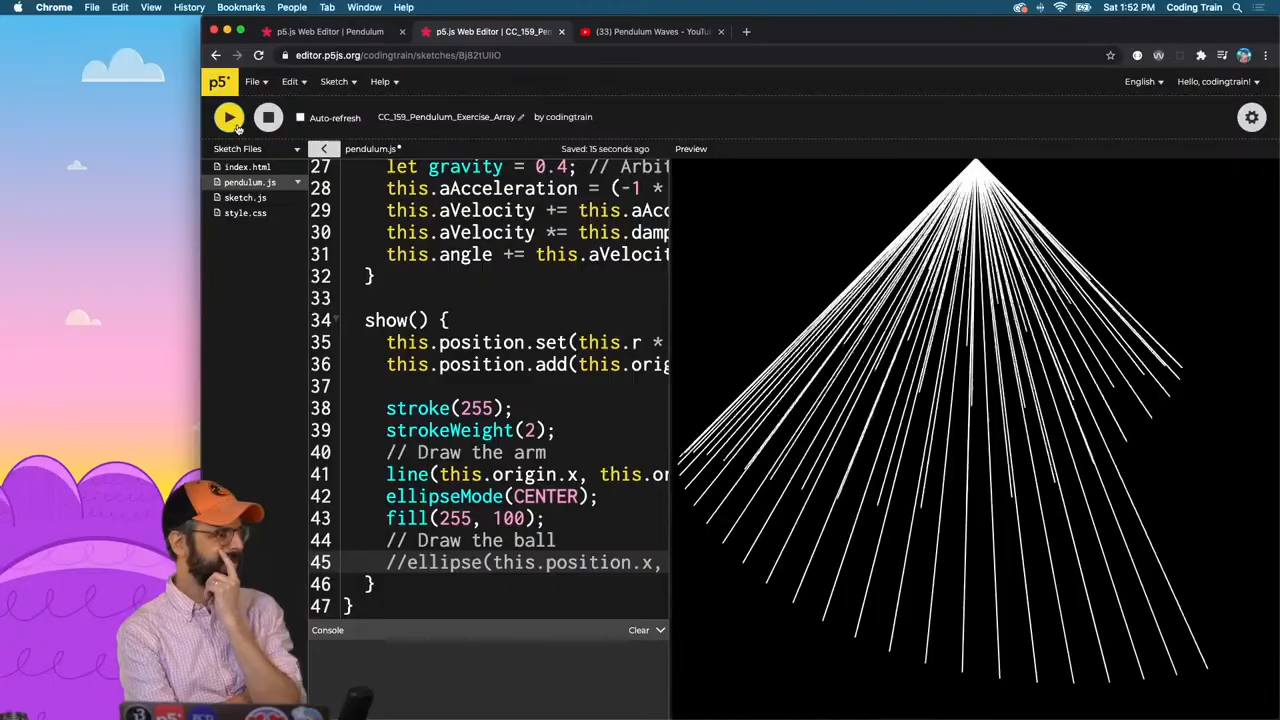 Chrome File Edit View History Bookmarks People Tab Window Help
Sat 1:52 PM Coding Train
p5.js Web Editor | Pendulum
p5.js Web Editor | CC_159_Pen
(33) Pendulum Waves - YouTu
editor.p5js.org/codingtrain/sketches/Bj82tUlIO
p5* File Edit Sketch Help English Hello, codingtrain!
Auto-refresh CC_159_Pendulum_Exercise_Array by codingtrain
Sketch Files pendulum.js Saved: 15 seconds ago Preview
index.html
pendulum.js
sketch.js
style.css
27 let gravity = 0.4; // Arbit
28 this.aAcceleration = (-1 *
29 this.aVelocity += this.aAcc
30 this.aVelocity *= this.damp
31 this.angle += this.aVelocit
32 }
33
34 show() {
35 this.position.set(this.r *
36 this.position.add(this.orig
37
38 stroke(255);
39 strokeWeight(2);
40 // Draw the arm
41 line(this.origin.x, this.or
42 ellipseMode(CENTER);
43 fill(255, 100);
44 // Draw the ball
45 //ellipse(this.position.x,
46 }
47 }
Console Clear